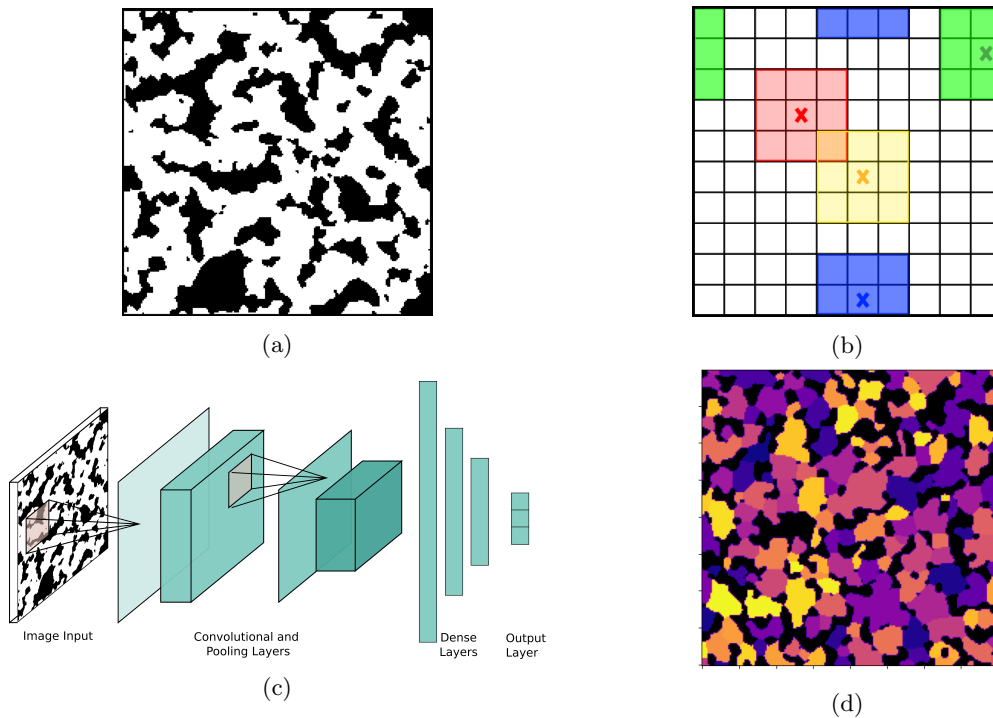 (a)
(b)
Image Input
Convolutional and
Pooling Layers
Dense
Layers
Output
Layer
(c)
(d)